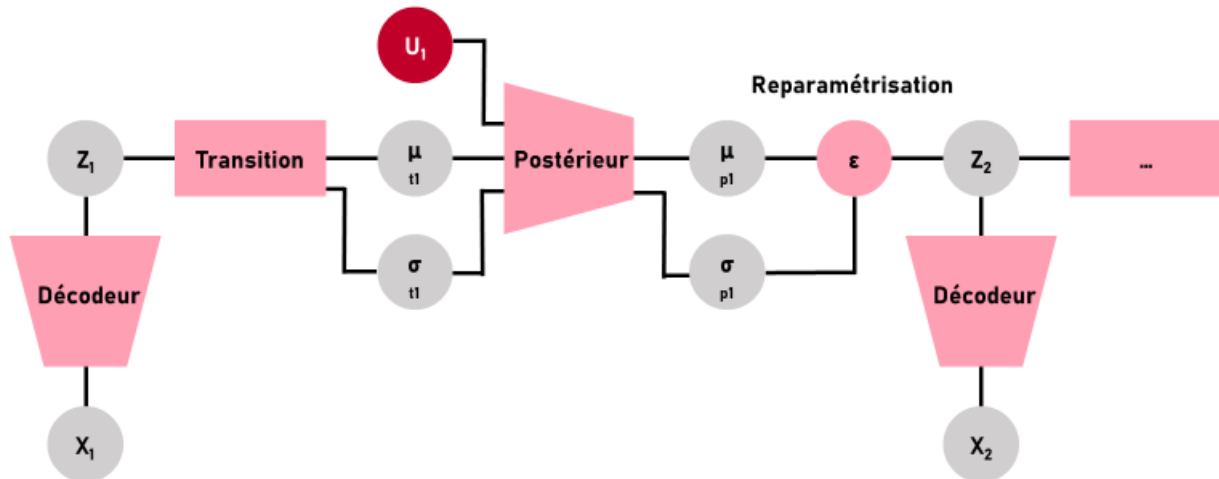 U₁
Reparamétrisation
Z₁
Transition
μ
t1
Postérieur
μ
p1
ε
Z₂
...
σ
t1
σ
p1
Décodeur
Décodeur
X₁
X₂